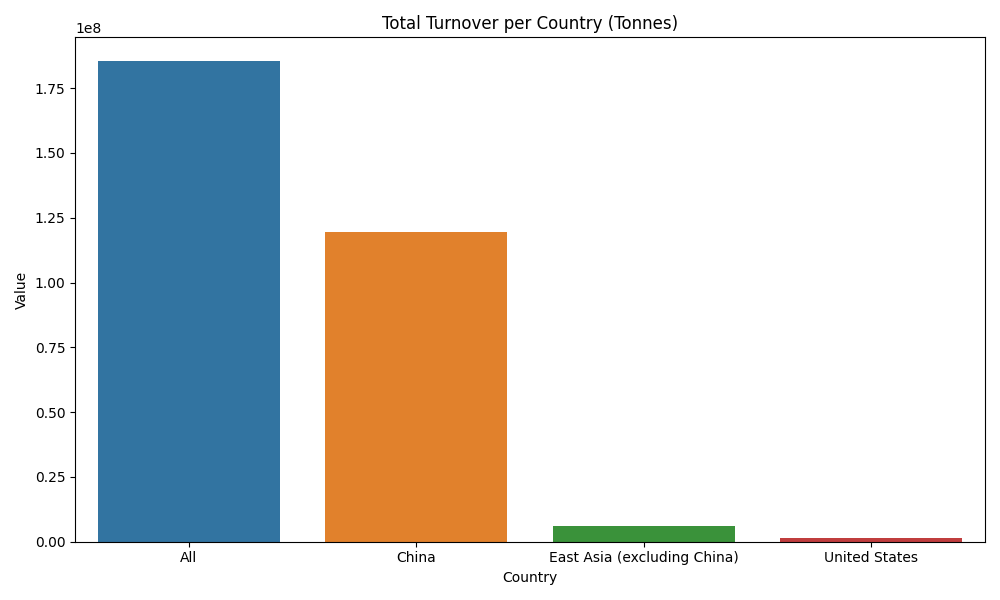 Total Turnover per Country (Tonnes)
1e8
1.75
1.50
1.25
1.00
0.75
0.50
0.25
0.00
Value
All China East Asia (excluding China) United States
Country